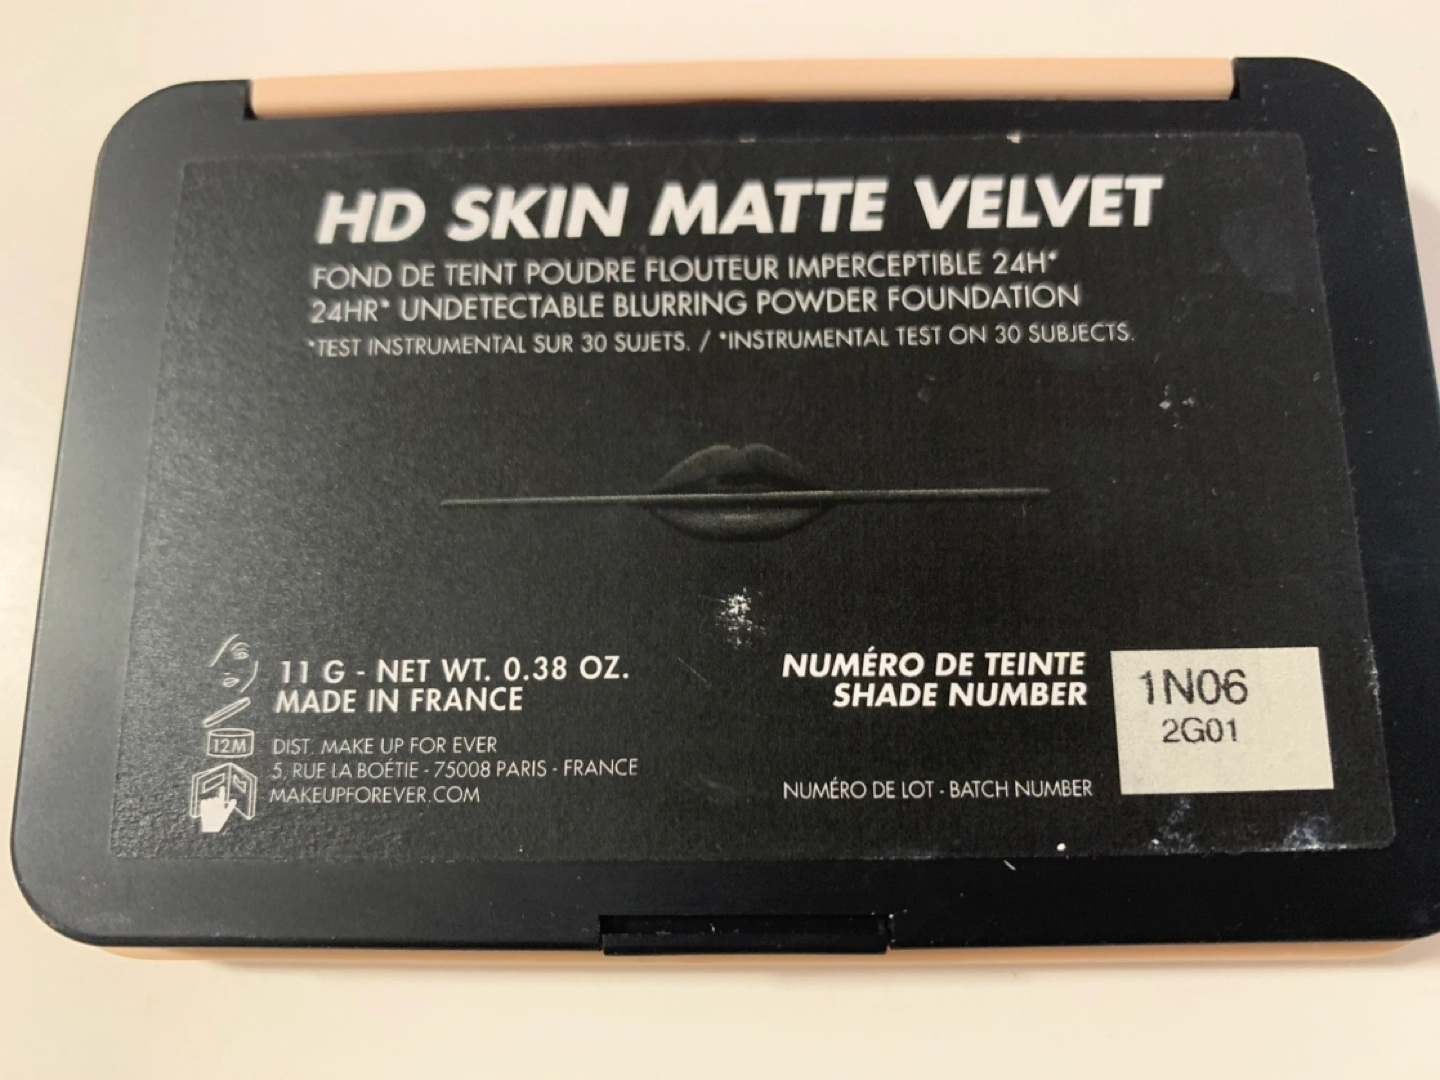 HD SKIN MATTE VELVET
FOND DE TEINT POUDRE FLOUTEUR IMPERCEPTIBLE 24H*
24HR* UNDETECTABLE BLURRING POWDER FOUNDATION
*TEST INSTRUMENTAL SUR 30 SUJETS. / *INSTRUMENTAL TEST ON 30 SUBJECTS.
11 G - NET WT. 0.38 OZ.
MADE IN FRANCE
12M
DIST. MAKE UP FOR EVER
5, RUE LA BOÉTIE - 75008 PARIS - FRANCE
MAKEUPFOREVER.COM
NUMÉRO DE TEINTE
SHADE NUMBER
1N06
2G01
NUMÉRO DE LOT - BATCH NUMBER